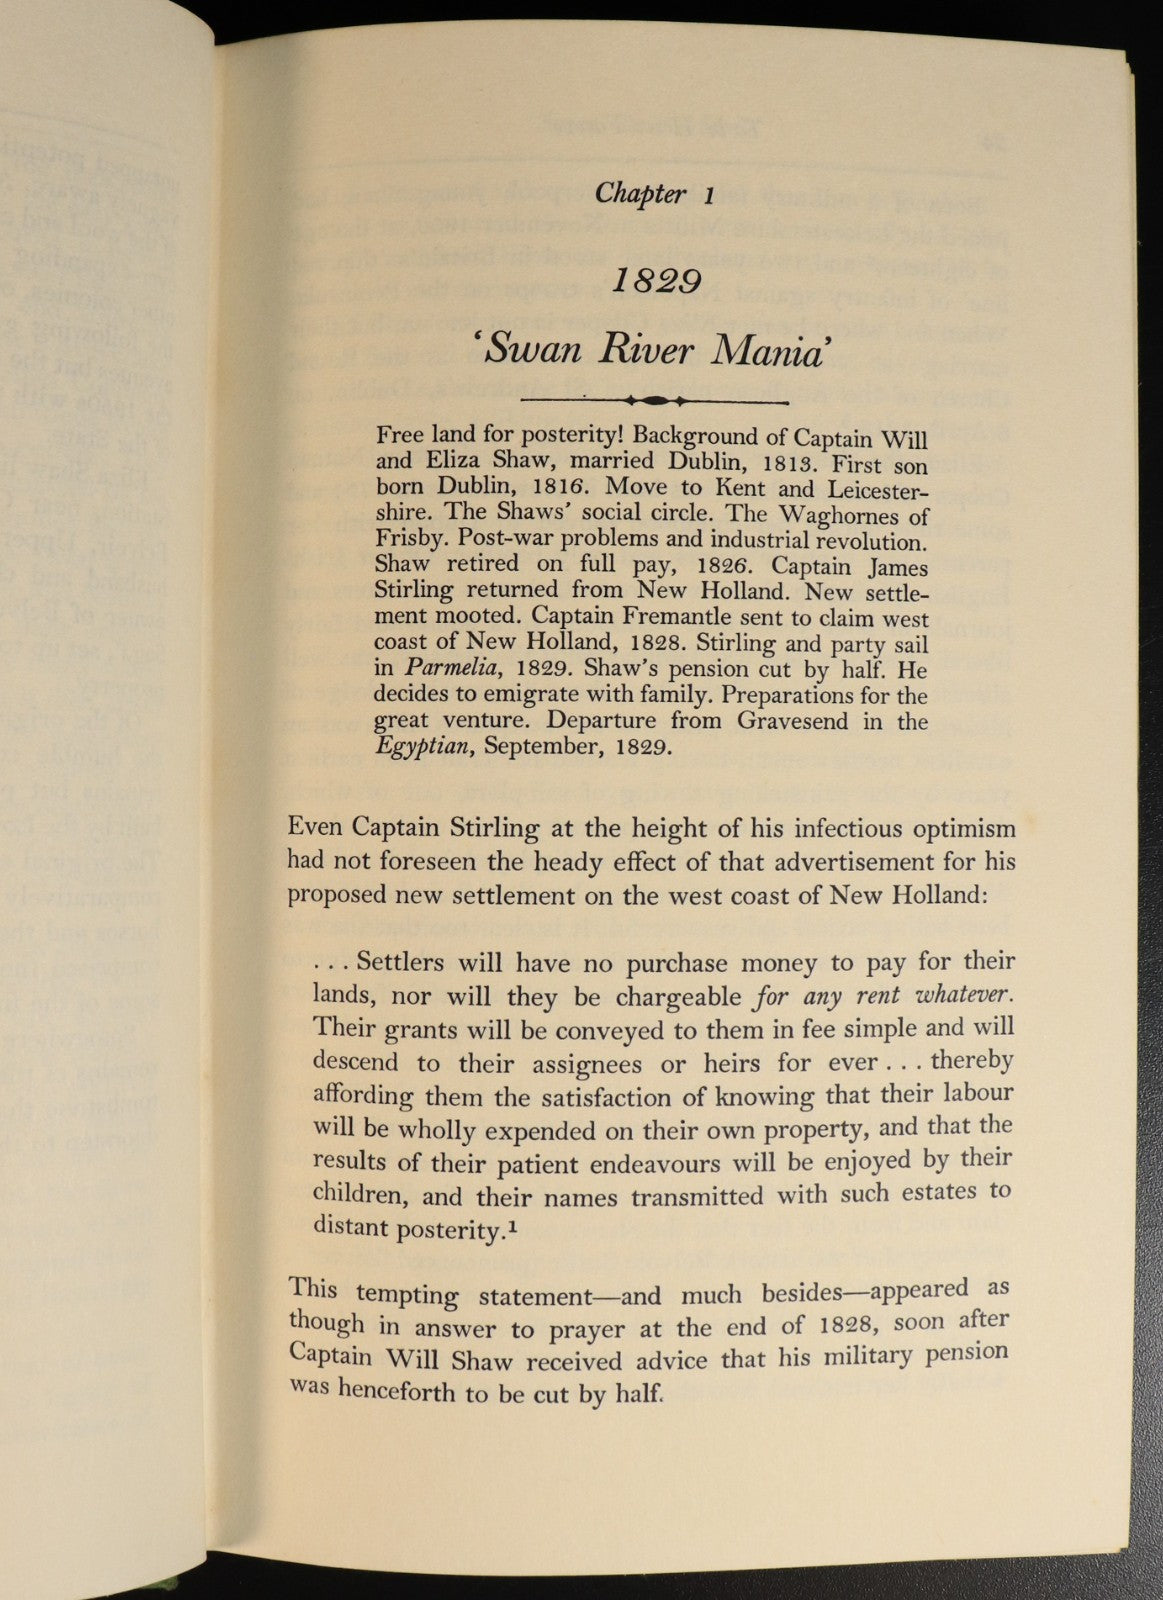 Chapter 1
1829
‘Swan River Mania’
Free land for posterity! Background of Captain Will
and Eliza Shaw, married Dublin, 1813. First son
born Dublin, 1816. Move to Kent and Leicester-
shire. The Shaws’ social circle. The Waghornes of
Frisby. Post-war problems and industrial revolution.
Shaw retired on full pay, 1826. Captain James
Stirling returned from New Holland. New settle-
ment mooted. Captain Fremantle sent to claim west
coast of New Holland, 1828. Stirling and party sail
in Parmelia, 1829. Shaw’s pension cut by half. He
decides to emigrate with family. Preparations for the
great venture. Departure from Gravesend in the
Egyptian, September, 1829.
Even Captain Stirling at the height of his infectious optimism
had not foreseen the heady effect of that advertisement for his
proposed new settlement on the west coast of New Holland:
. . . Settlers will have no purchase money to pay for their
lands, nor will they be chargeable for any rent whatever.
Their grants will be conveyed to them in fee simple and will
descend to their assignees or heirs for ever . . . thereby
affording them the satisfaction of knowing that their labour
will be wholly expended on their own property, and that the
results of their patient endeavours will be enjoyed by their
children, and their names transmitted with such estates to
distant posterity.¹
This tempting statement—and much besides—appeared as
though in answer to prayer at the end of 1828, soon after
Captain Will Shaw received advice that his military pension
was henceforth to be cut by half.